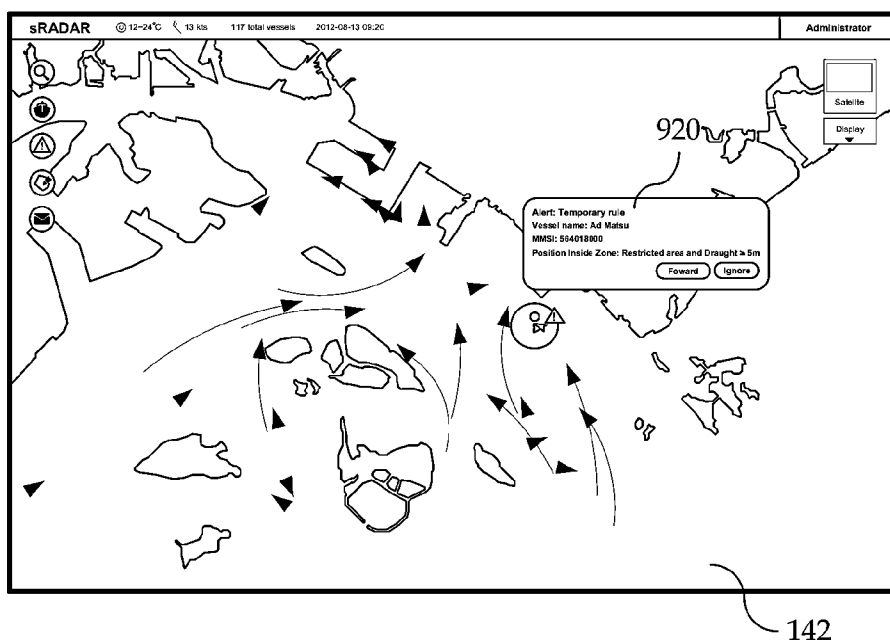 sRADAR 12~24°C 13 kts 117 total vessels 2012-08-13 09:20 Administrator
Satellite
Display
920
Alert: Temporary rule
Vessel name: Ad Matsu
MMSI: 564018000
Position Inside Zone: Restricted area and Draught ≥ 5m
Foward Ignore
142